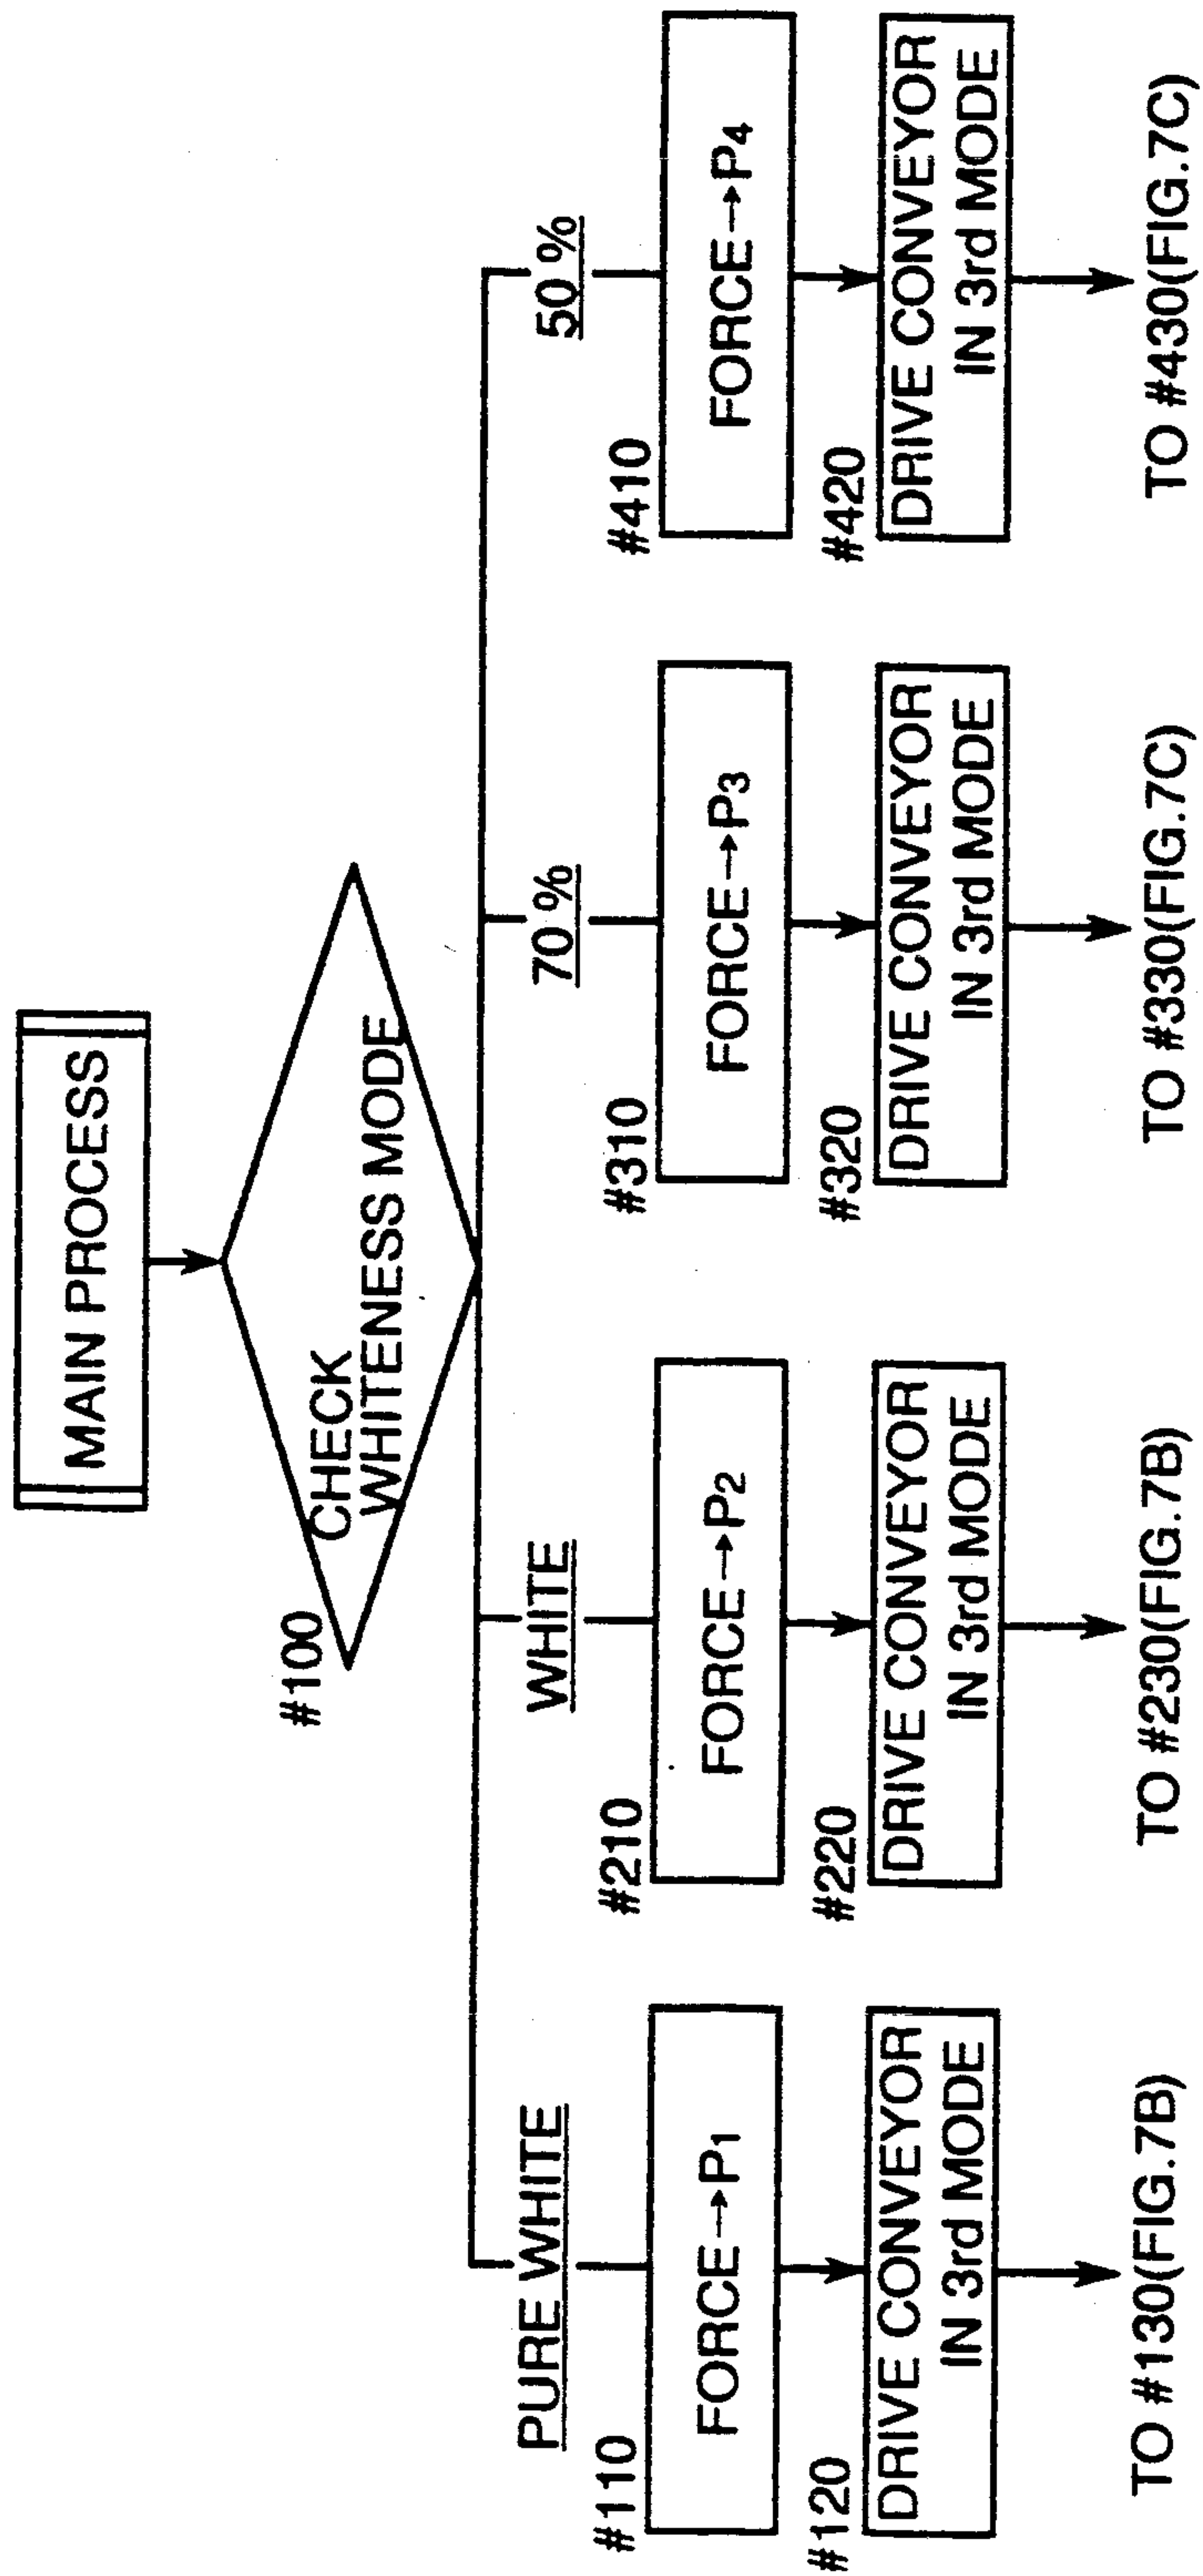 MAIN PROCESS
#100
CHECK
WHITENESS MODE
PURE WHITE
WHITE
70 %
50 %
#110
FORCE→P1
#210
FORCE→P2
#310
FORCE→P3
#410
FORCE→P4
#120
DRIVE CONVEYOR
IN 3rd MODE
#220
DRIVE CONVEYOR
IN 3rd MODE
#320
DRIVE CONVEYOR
IN 3rd MODE
#420
DRIVE CONVEYOR
IN 3rd MODE
TO #130(FIG.7B)
TO #230(FIG.7B)
TO #330(FIG.7C)
TO #430(FIG.7C)